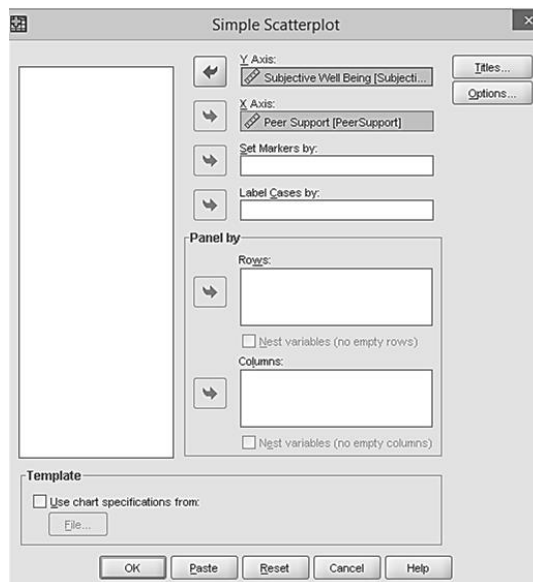 Simple Scatterplot
Y Axis:
Subjective Well Being [Subjecti...
Titles...
X Axis:
Options...
Peer Support [PeerSupport]
Set Markers by:
Label Cases by:
Panel by
Rows:
Nest variables (no empty rows)
Columns:
Nest variables (no empty columns)
Template
Use chart specifications from:
File...
OK Paste Reset Cancel Help